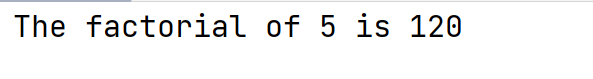 The factorial of 5 is 120